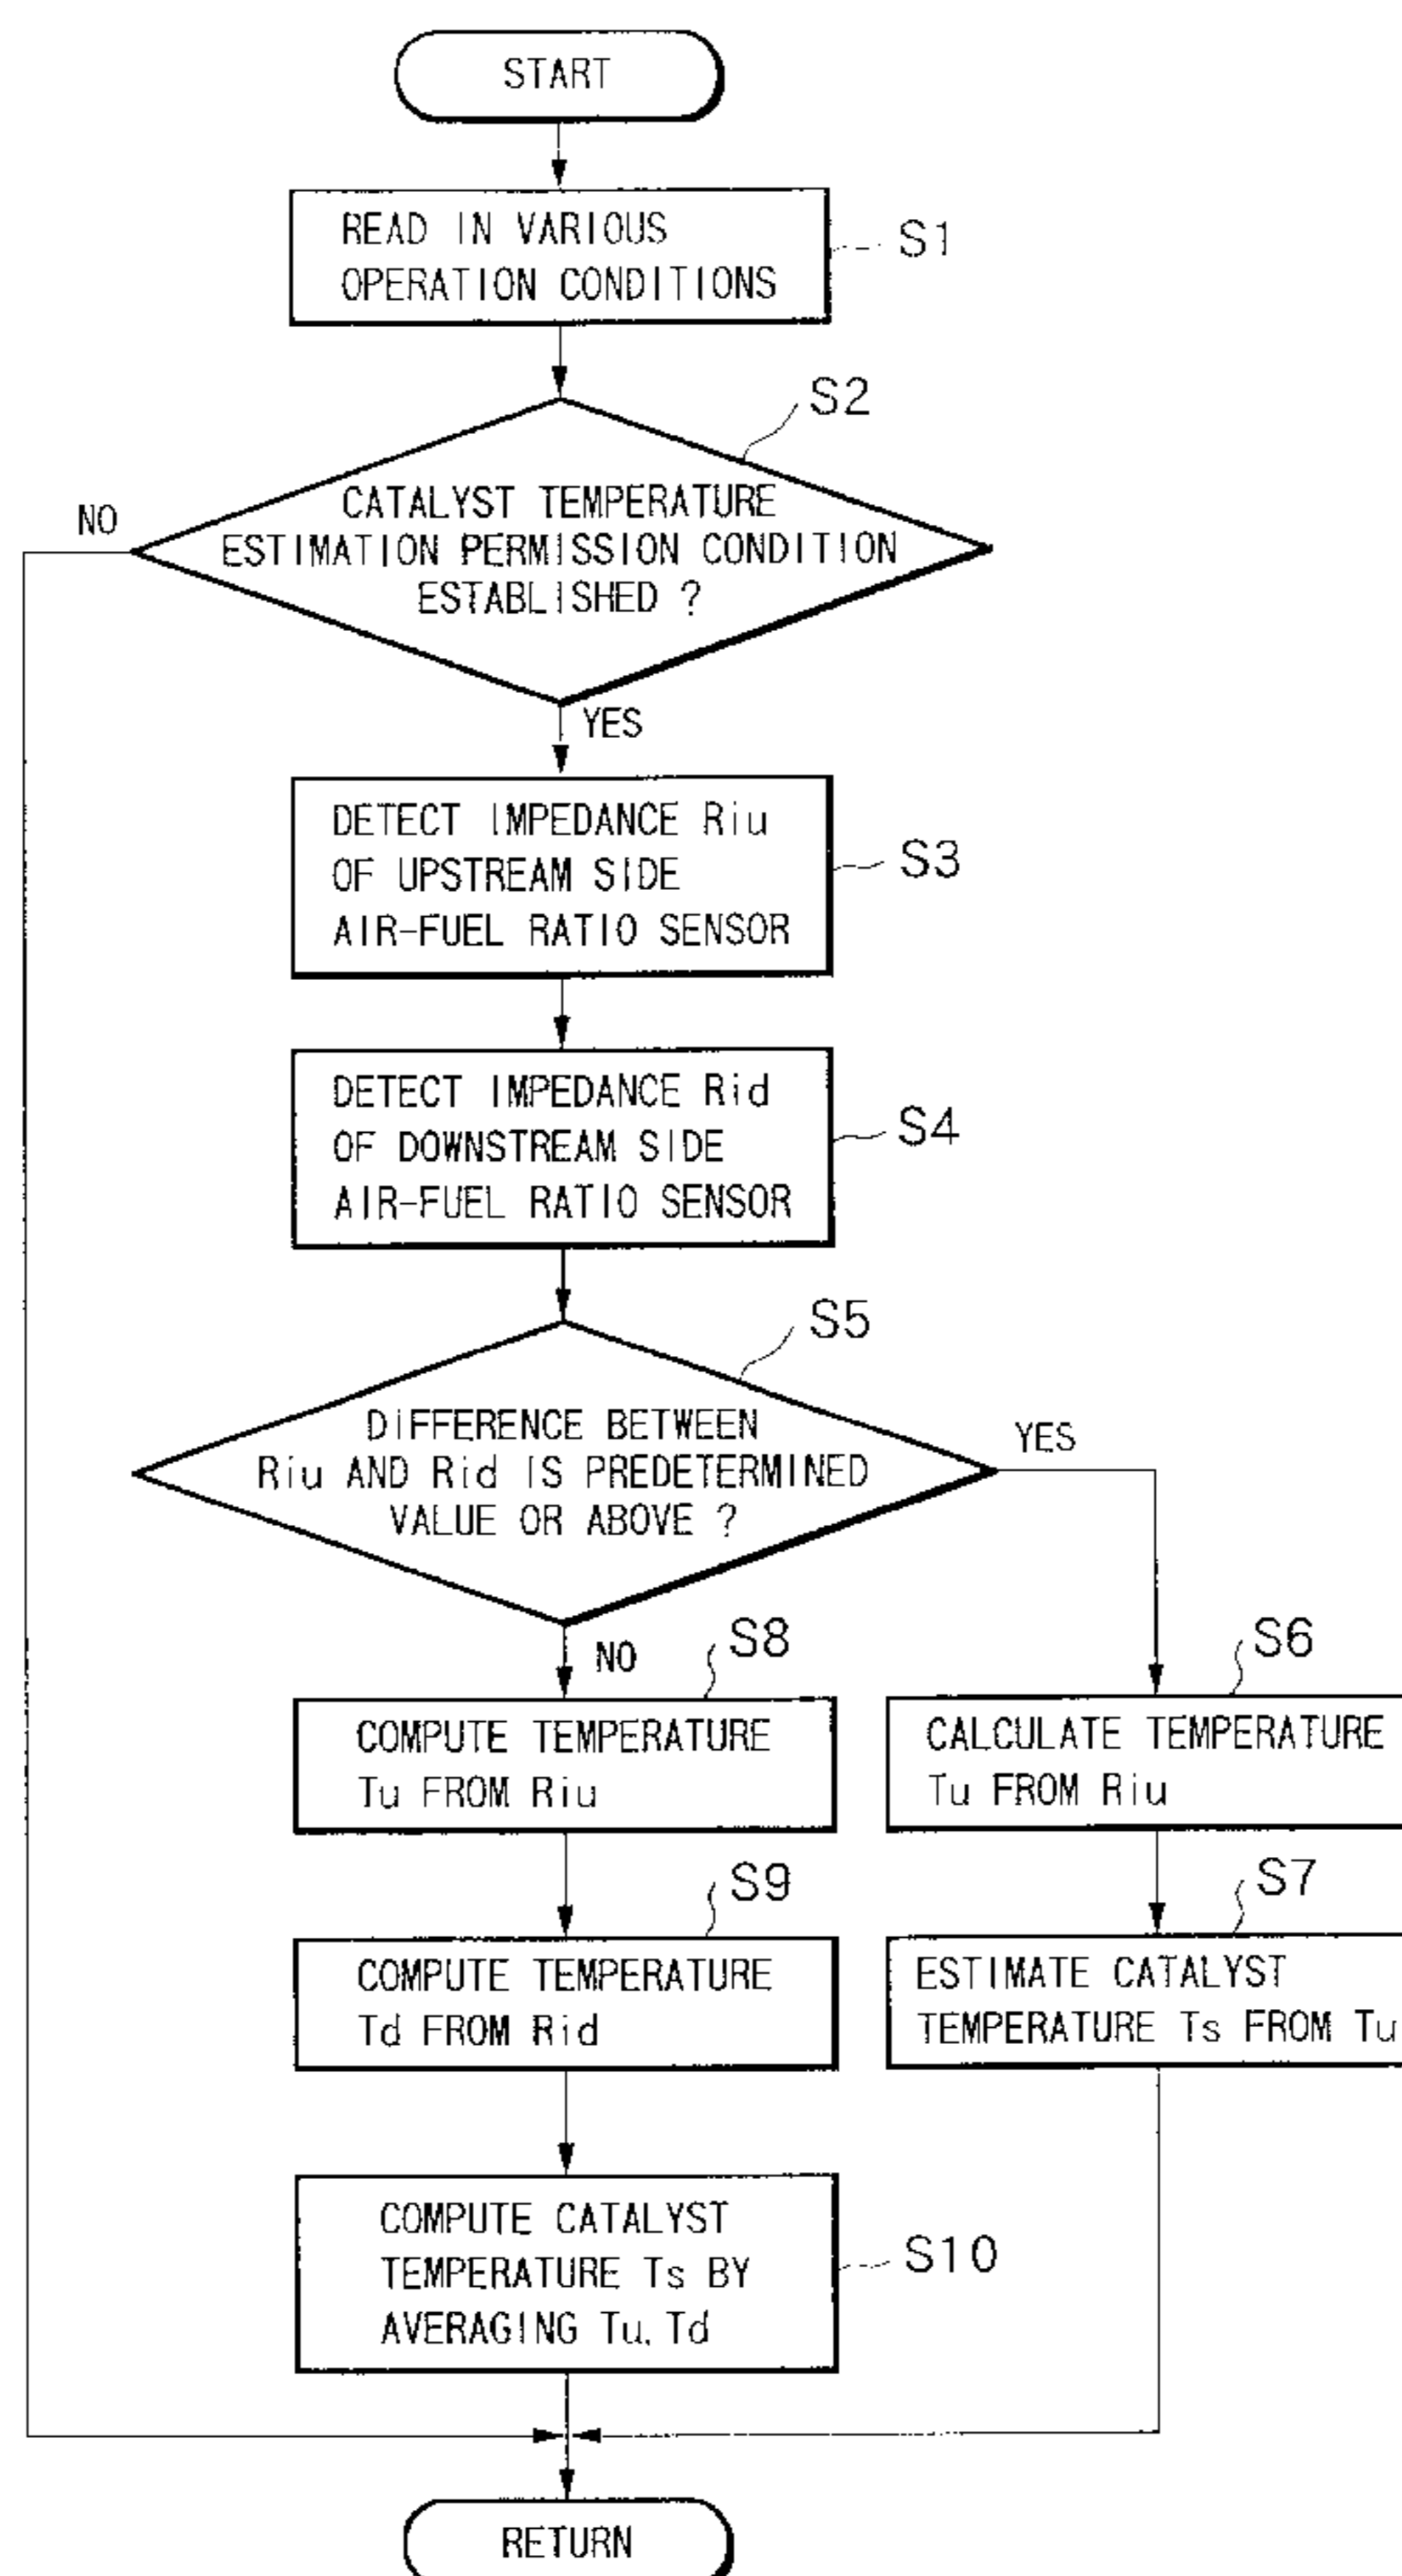 START
READ IN VARIOUS
OPERATION CONDITIONS
S1
S2
CATALYST TEMPERATURE
ESTIMATION PERMISSION CONDITION
ESTABLISHED ?
NO
YES
DETECT IMPEDANCE Riu
OF UPSTREAM SIDE
AIR-FUEL RATIO SENSOR
S3
DETECT IMPEDANCE Rid
OF DOWNSTREAM SIDE
AIR-FUEL RATIO SENSOR
S4
S5
DIFFERENCE BETWEEN
Riu AND Rid IS PREDETERMINED
VALUE OR ABOVE ?
YES
NO
S8
COMPUTE TEMPERATURE
Tu FROM Riu
S6
CALCULATE TEMPERATURE
Tu FROM Riu
S9
COMPUTE TEMPERATURE
Td FROM Rid
S7
ESTIMATE CATALYST
TEMPERATURE Ts FROM Tu
COMPUTE CATALYST
TEMPERATURE Ts BY
AVERAGING Tu, Td
S10
RETURN